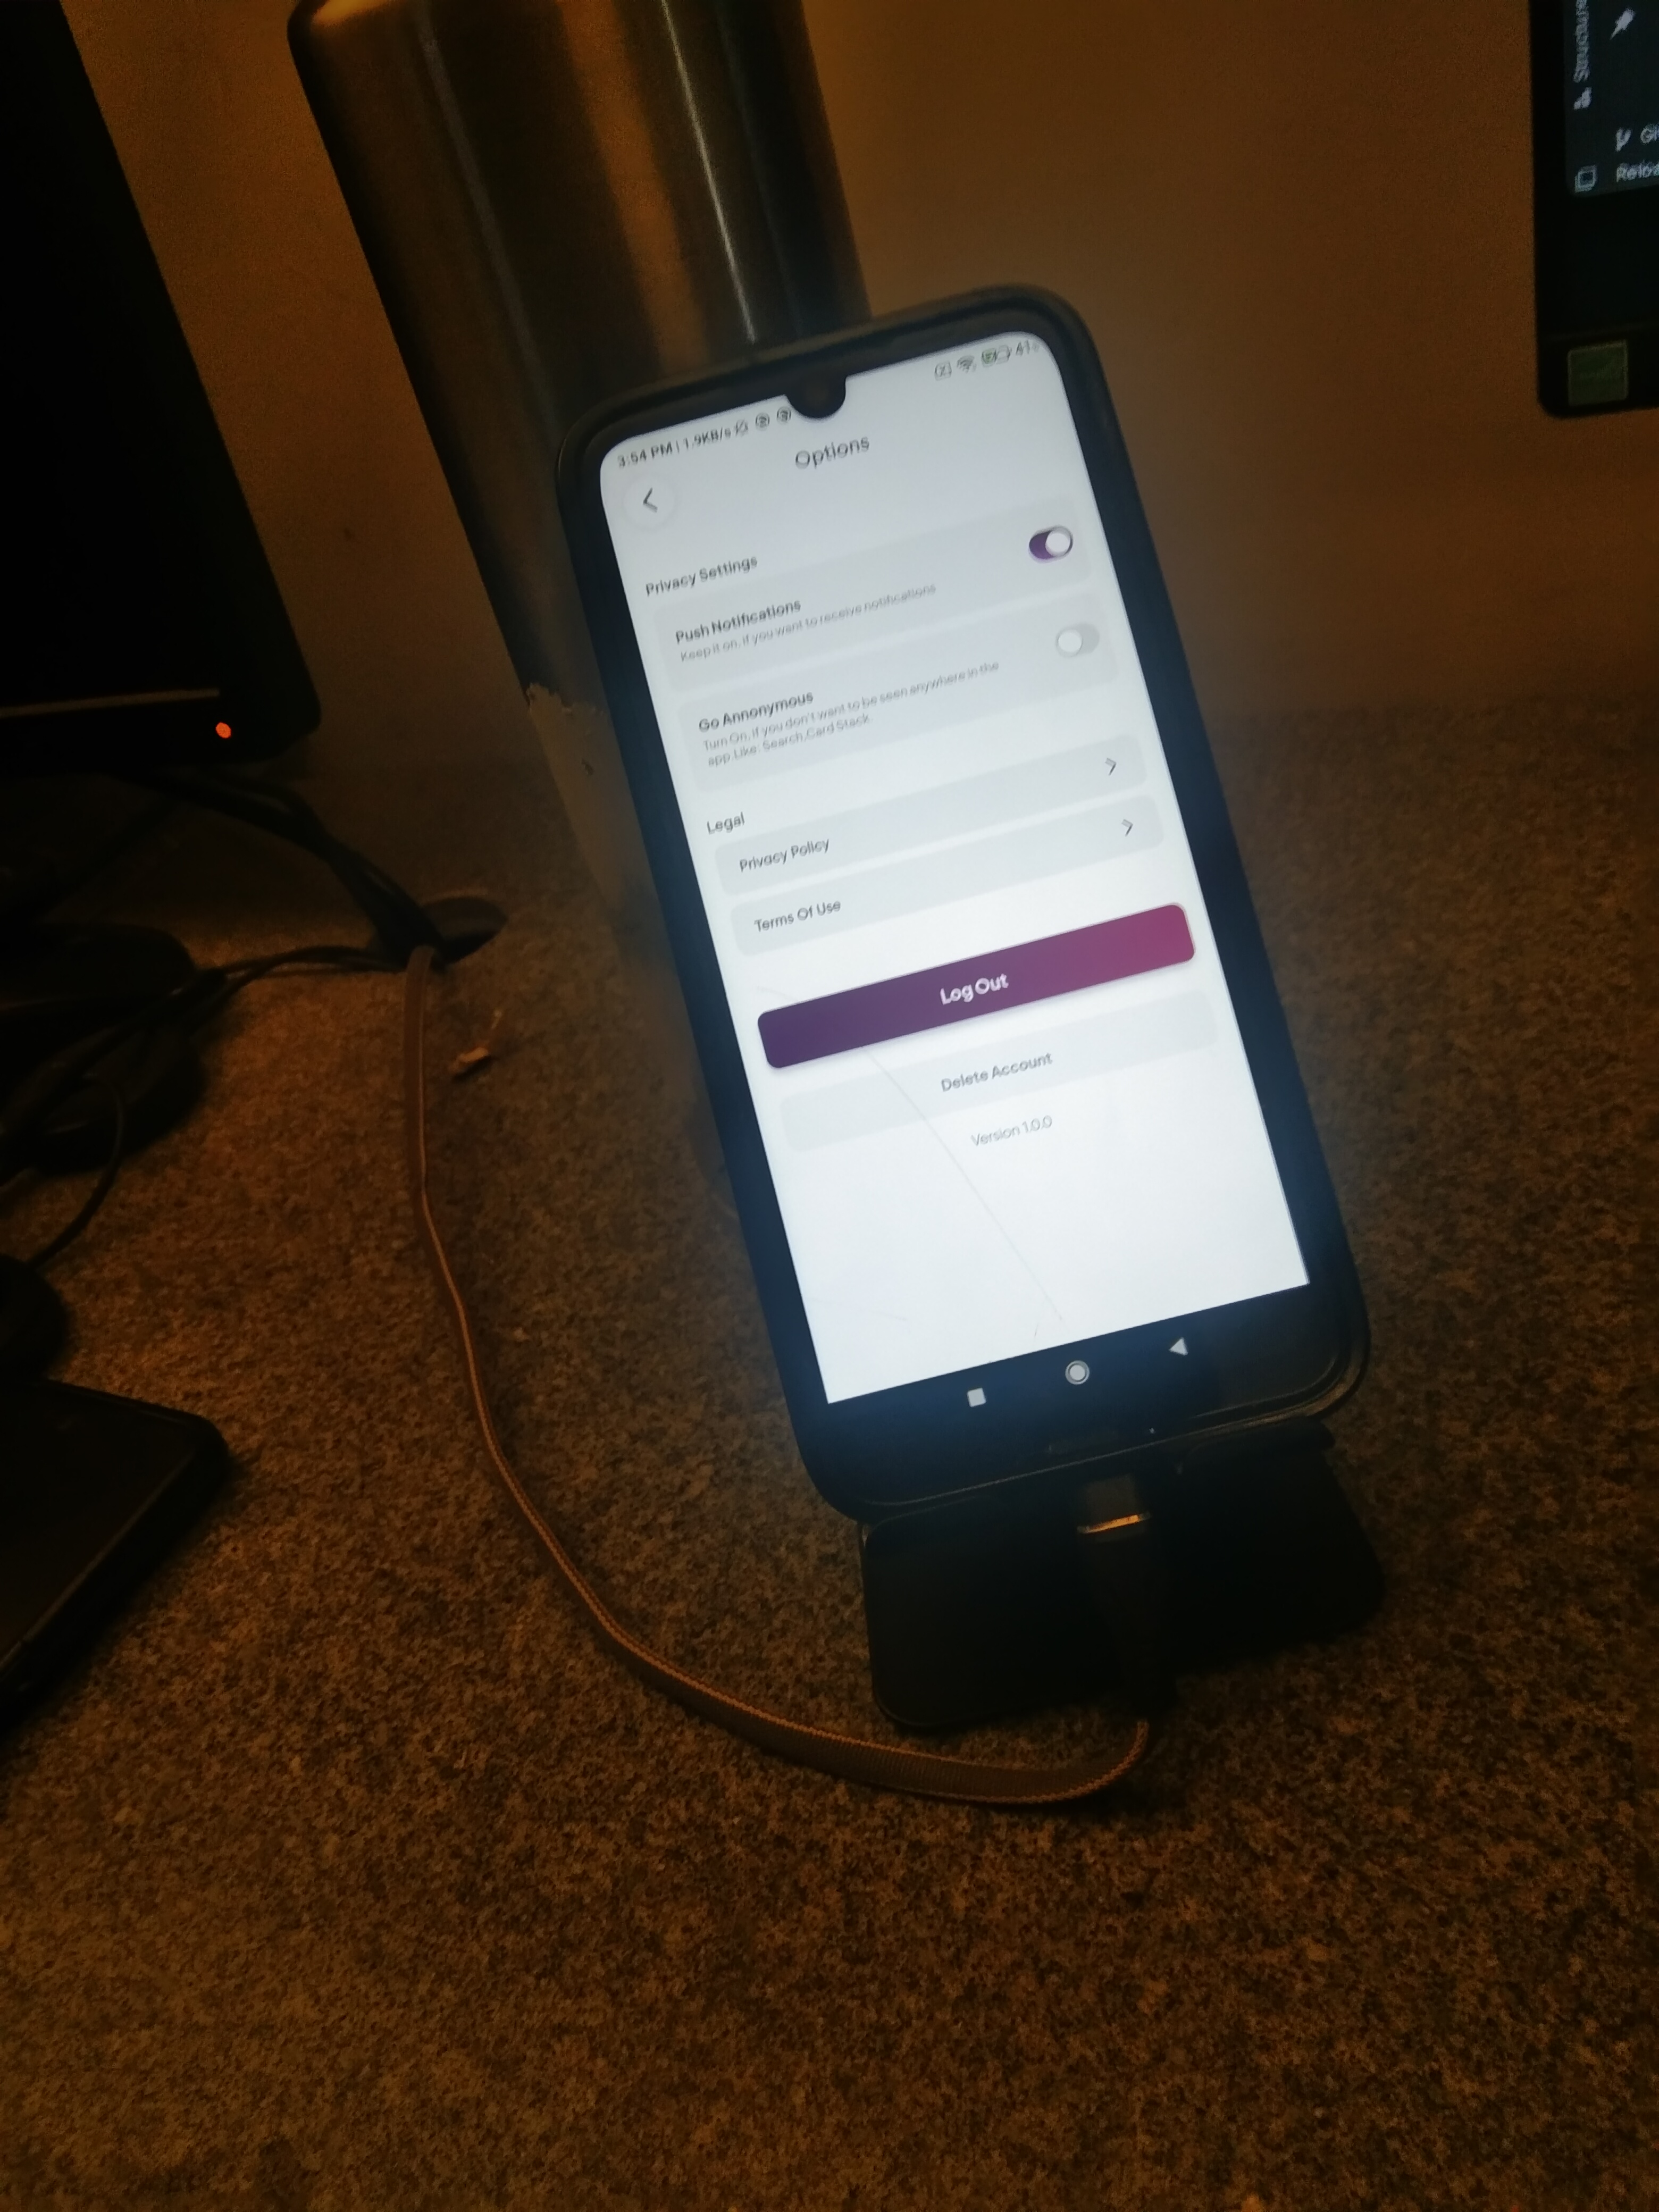 3:54 PM | 1.9KB/s
Options
Privacy Settings
Push Notifications
Keep it on, if you want to receive notifications
Go Annonymous
Turn On, if you don't want to be seen anywhere in the
app.Like: Search,Card Stack
Legal
Privacy Policy
Terms Of Use
Log Out
Delete Account
Version 1.0.0
Structure